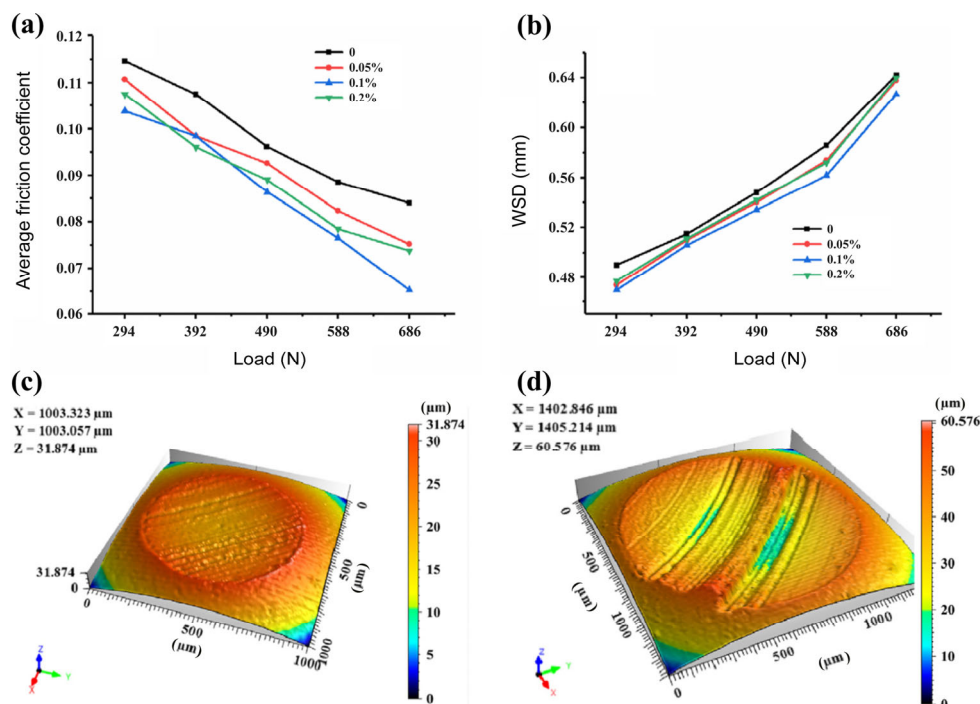 (a)
0.12
0.11
0.10
0.09
0.08
0.07
0.06
Average friction coefficient
294 392 490 588 686
Load (N)
0
0.05%
0.1%
0.2%
(b)
0.64
0.60
0.56
0.52
0.48
WSD (mm)
294 392 490 588 686
Load (N)
0
0.05%
0.1%
0.2%
(c)
X = 1003.323 µm
Y = 1003.057 µm
Z = 31.874 µm
(µm)
31.874
30
25
20
15
10
5
0
31.874
0
0
500
1000
(µm)
0
500
1000
(µm)
Z
Y
X
(d)
X = 1402.846 µm
Y = 1405.214 µm
Z = 60.576 µm
(µm)
60.576
50
40
30
20
10
0
0
500
1000
(µm)
0
500
1000
(µm)
Z
Y
X